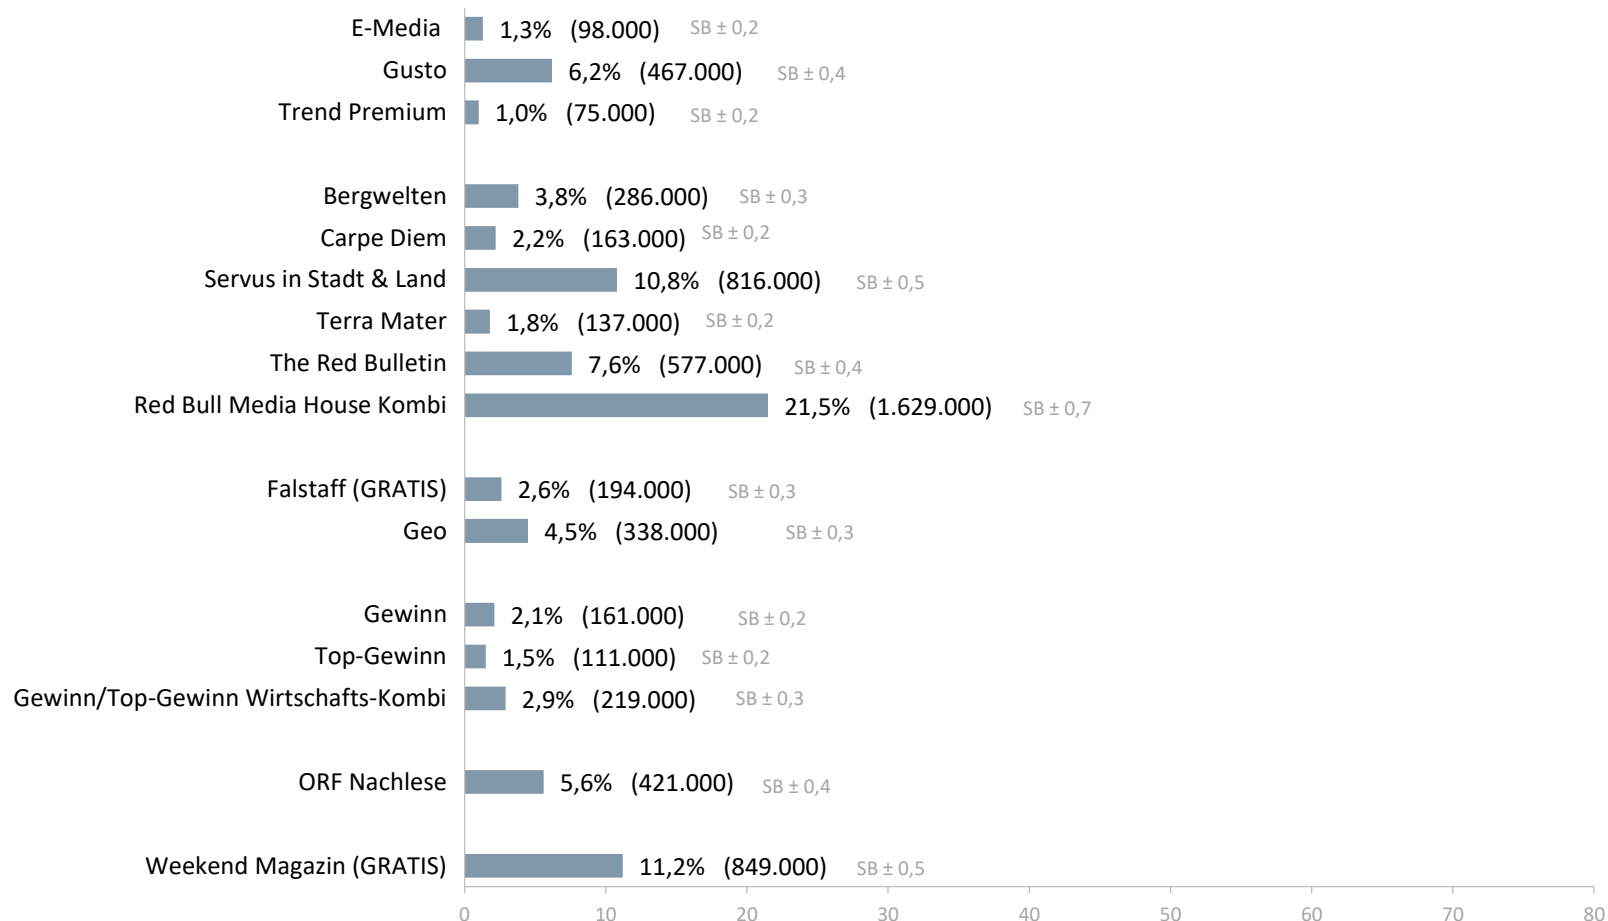 E-Media 1,3% (98.000) SB ± 0,2
Gusto 6,2% (467.000) SB ± 0,4
Trend Premium 1,0% (75.000) SB ± 0,2
Bergwelten 3,8% (286.000) SB ± 0,3
Carpe Diem 2,2% (163.000) SB ± 0,2
Servus in Stadt & Land 10,8% (816.000) SB ± 0,5
Terra Mater 1,8% (137.000) SB ± 0,2
The Red Bulletin 7,6% (577.000) SB ± 0,4
Red Bull Media House Kombi 21,5% (1.629.000) SB ± 0,7
Falstaff (GRATIS) 2,6% (194.000) SB ± 0,3
Geo 4,5% (338.000) SB ± 0,3
Gewinn 2,1% (161.000) SB ± 0,2
Top-Gewinn 1,5% (111.000) SB ± 0,2
Gewinn/Top-Gewinn Wirtschafts-Kombi 2,9% (219.000) SB ± 0,3
ORF Nachlese 5,6% (421.000) SB ± 0,4
Weekend Magazin (GRATIS) 11,2% (849.000) SB ± 0,5
0 10 20 30 40 50 60 70 80